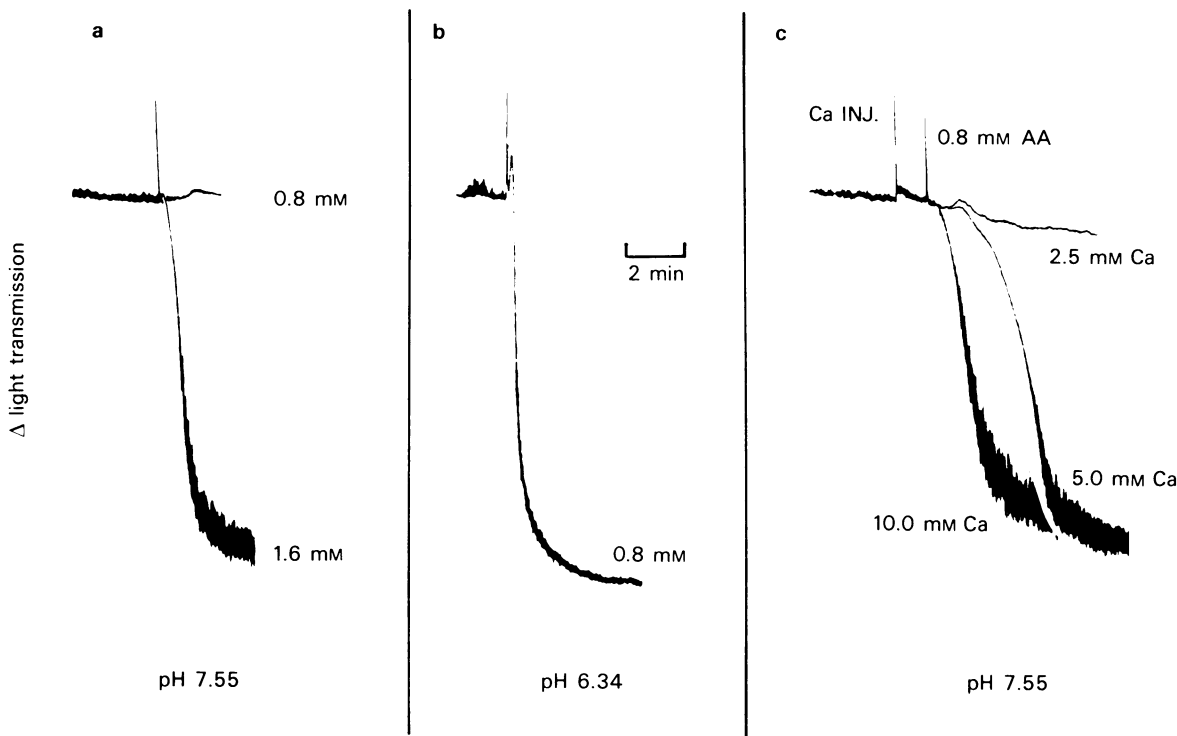 a
b
c
Ca INJ.
0.8 mM AA
0.8 mM
2.5 mM Ca
2 min
Δ light transmission
5.0 mM Ca
10.0 mM Ca
1.6 mM
0.8 mM
pH 7.55
pH 6.34
pH 7.55